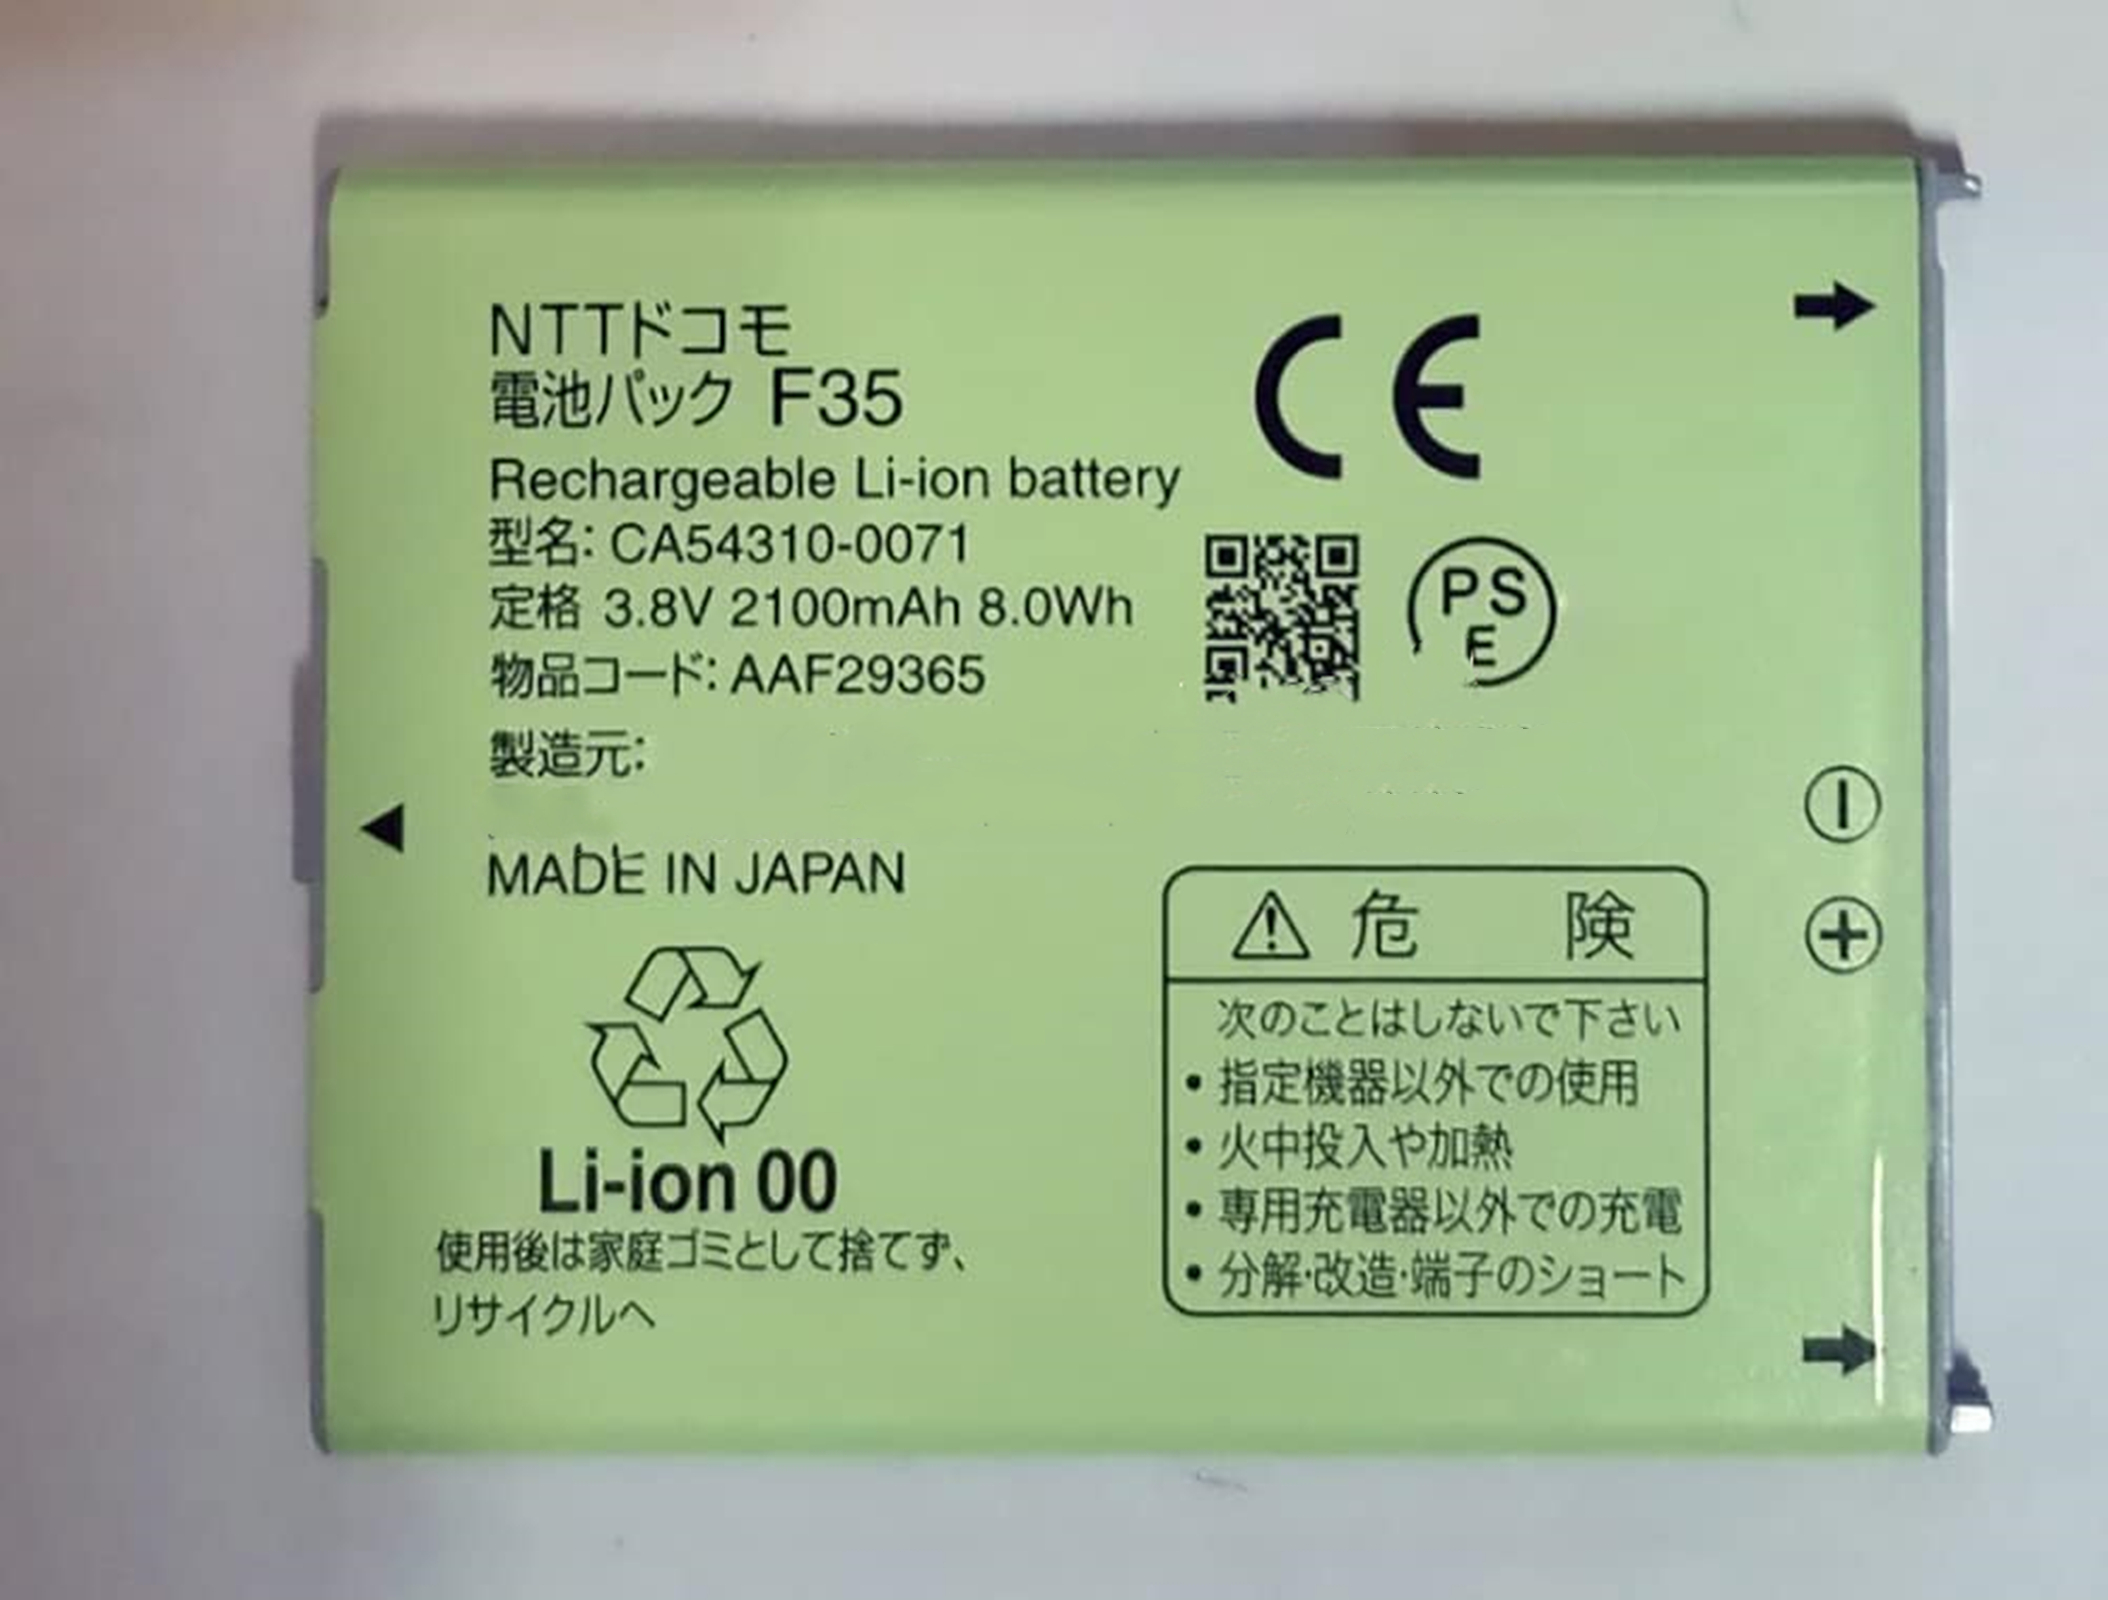 NTTドコモ
電池パック F35
Rechargeable Li-ion battery
型名: CA54310-0071
定格 3.8V 2100mAh 8.0Wh
物品コード: AAF29365
製造元:
MADE IN JAPAN
Li-ion 00
使用後は家庭ゴミとして捨てず、
リサイクルへ
CE
PS
E
⚠ 危 険
次のことはしないで下さい
• 指定機器以外での使用
• 火中投入や加熱
• 専用充電器以外での充電
• 分解・改造・端子のショート